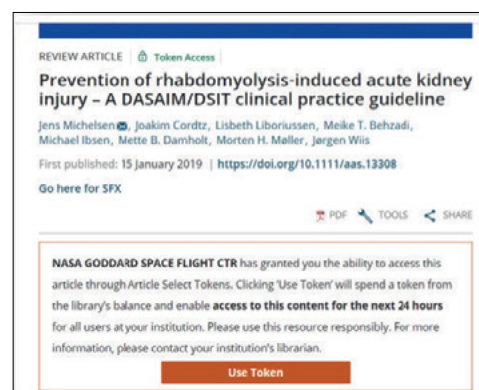 REVIEW ARTICLE Token Access
Prevention of rhabdomyolysis-induced acute kidney
injury – A DASAIM/DSIT clinical practice guideline
Jens Michelsen, Joakim Cordtz, Lisbeth Liboriussen, Meike T. Behzadi,
Michael Ibsen, Mette B. Damholt, Morten H. Møller, Jørgen Wiis
First published: 15 January 2019 | https://doi.org/10.1111/aas.13308
Go here for SFX
PDF TOOLS SHARE
NASA GODDARD SPACE FLIGHT CTR has granted you the ability to access this
article through Article Select Tokens. Clicking 'Use Token' will spend a token
from the library's balance and enable access to this content for the next 24 hours
for all users at your institution. Please use this resource responsibly. For more
information, please contact your institution's librarian.
Use Token